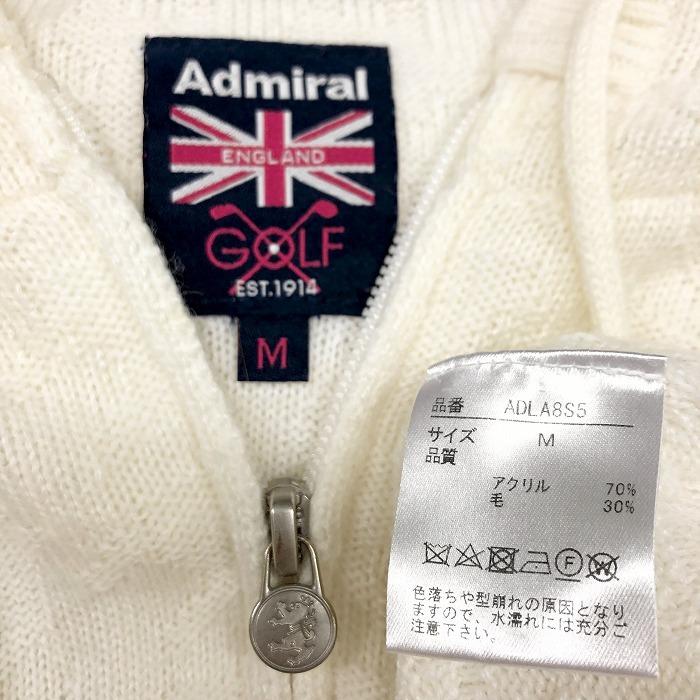 Admiral
ENGLAND
GOLF
EST.1914
M
品番 ADLA8S5
サイズ M
品質
アクリル 70%
毛 30%
色落ちや型崩れの原因となり
ますので、水濡れには充分ご
注意下さい。